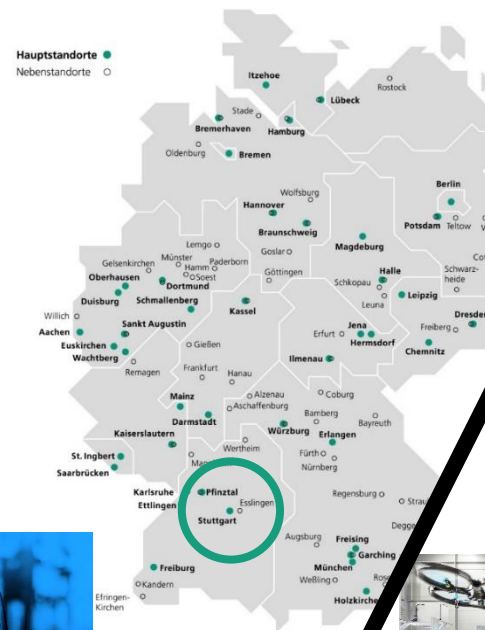 Hauptstandorte
Nebenstandorte
Itzehoe
Rostock
Lübeck
Stade
Bremerhaven
Hamburg
Oldenburg
Bremen
Berlin
Wolfsburg
Hannover
Potsdam
Teltow
Braunschweig
Magdeburg
Lemgo
Goslar
Münster
Paderborn
Gelsenkirchen
Hamm
Soest
Göttingen
Halle
Schwarz-
heide
Oberhausen
Dortmund
Schkopau
Leipzig
Duisburg
Schmallenberg
Kassel
Leuna
Willich
Dresden
Aachen
Sankt Augustin
Erfurt
Jena
Freiberg
Euskirchen
Gießen
Hermsdorf
Chemnitz
Wachtberg
Ilmenau
Remagen
Frankfurt
Hanau
Alzenau
Coburg
Mainz
Aschaffenburg
Bamberg
Bayreuth
Darmstadt
Würzburg
Erlangen
Kaiserslautern
Wertheim
Fürth
St. Ingbert
Nürnberg
Saarbrücken
Karlsruhe
Pfinztal
Regensburg
Ettlingen
Esslingen
Stuttgart
Augsburg
Freising
Garching
Freiburg
München
Kandern
Weßling
Efringen-
Kirchen
Holzkirchen